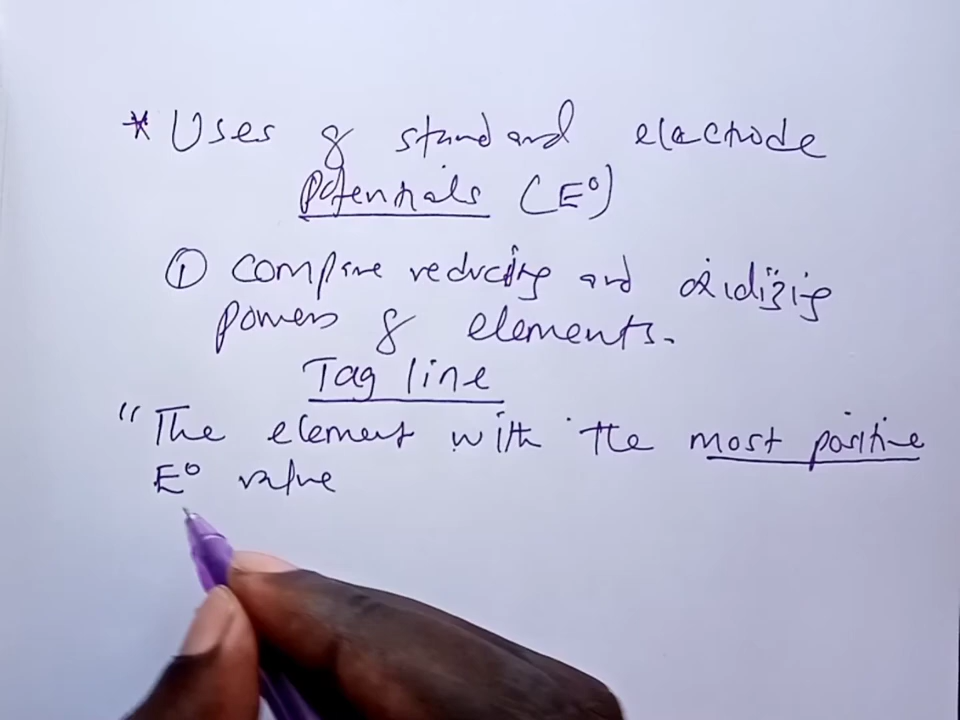 * Uses of standard electrode
potentials (E°)
① compare reducing and oxidizing
powers of elements.
Tag line
"The element with the most positive
E° value